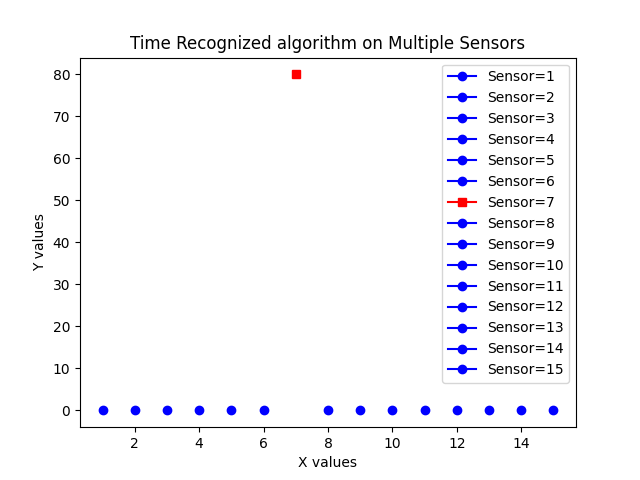 Time Recognized algorithm on Multiple Sensors
Y values
80
70
60
50
40
30
20
10
0
Sensor=1
Sensor=2
Sensor=3
Sensor=4
Sensor=5
Sensor=6
Sensor=7
Sensor=8
Sensor=9
Sensor=10
Sensor=11
Sensor=12
Sensor=13
Sensor=14
Sensor=15
2 4 6 8 10 12 14
X values